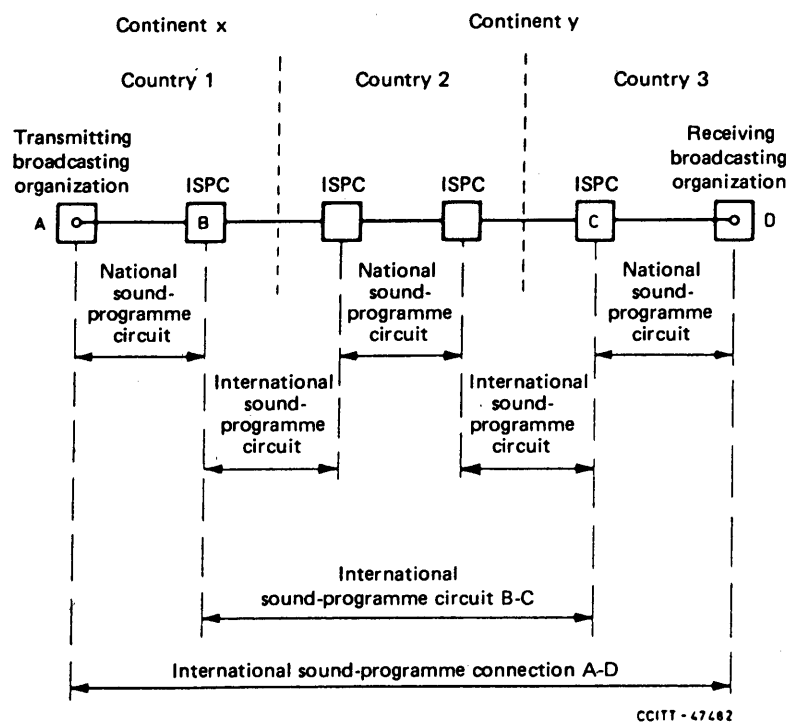 Continent x
Continent y
Country 1
Country 2
Country 3
Transmitting
broadcasting
organization
Receiving
broadcasting
organization
ISPC
ISPC
ISPC
ISPC
A
B
C
D
National
sound-
programme
circuit
National
sound-
programme
circuit
National
sound-
programme
circuit
International
sound-
programme
circuit
International
sound-
programme
circuit
International
sound-programme circuit B-C
International sound-programme connection A-D
CCITT - 47482